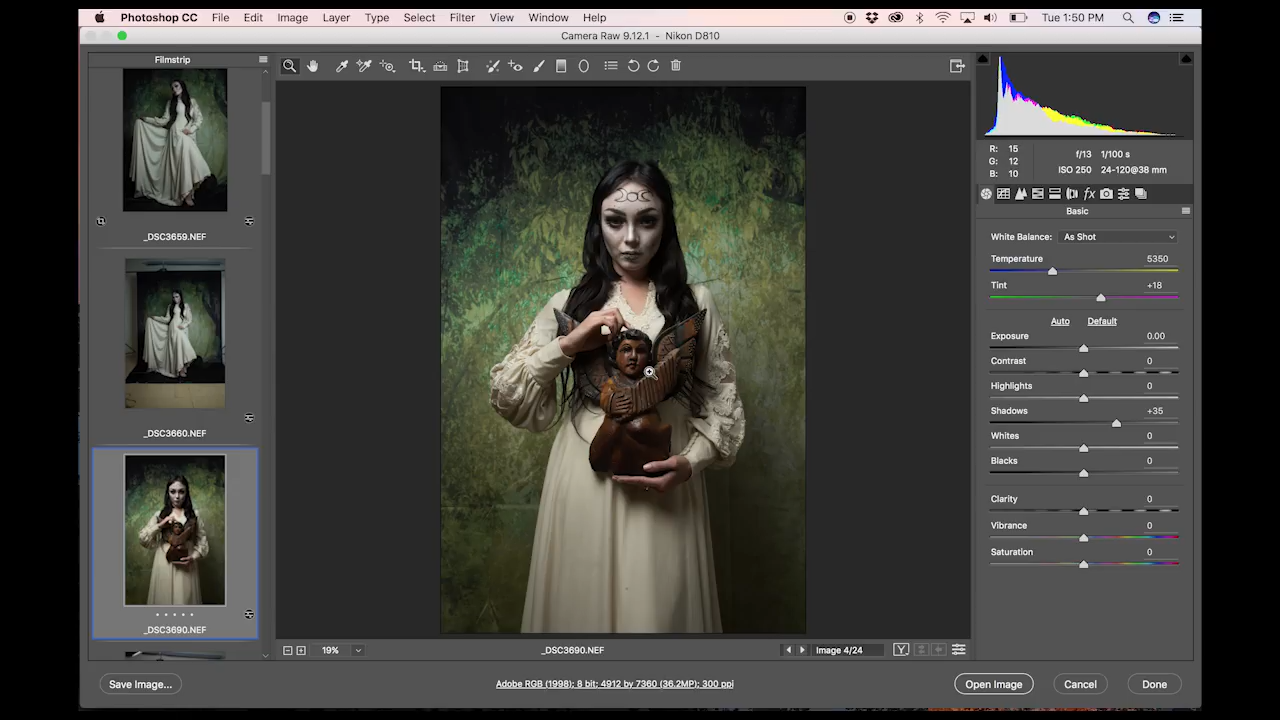 Photoshop CC File Edit Image Layer Type Select Filter View Window Help Tue 1:50 PM
Camera Raw 9.12.1 - Nikon D810
Filmstrip
_DSC3659.NEF
_DSC3660.NEF
_DSC3690.NEF
19% _DSC3690.NEF Image 4/24
Save Image... Adobe RGB (1998); 8 bit; 4912 by 7360 (36.2MP); 300 ppi Open Image Cancel Done
R: 15
G: 12
B: 10
f/13 1/100 s
ISO 250 24-120@38 mm
Basic
White Balance: As Shot
Temperature 5350
Tint +18
Auto Default
Exposure 0.00
Contrast 0
Highlights 0
Shadows +35
Whites 0
Blacks 0
Clarity 0
Vibrance 0
Saturation 0